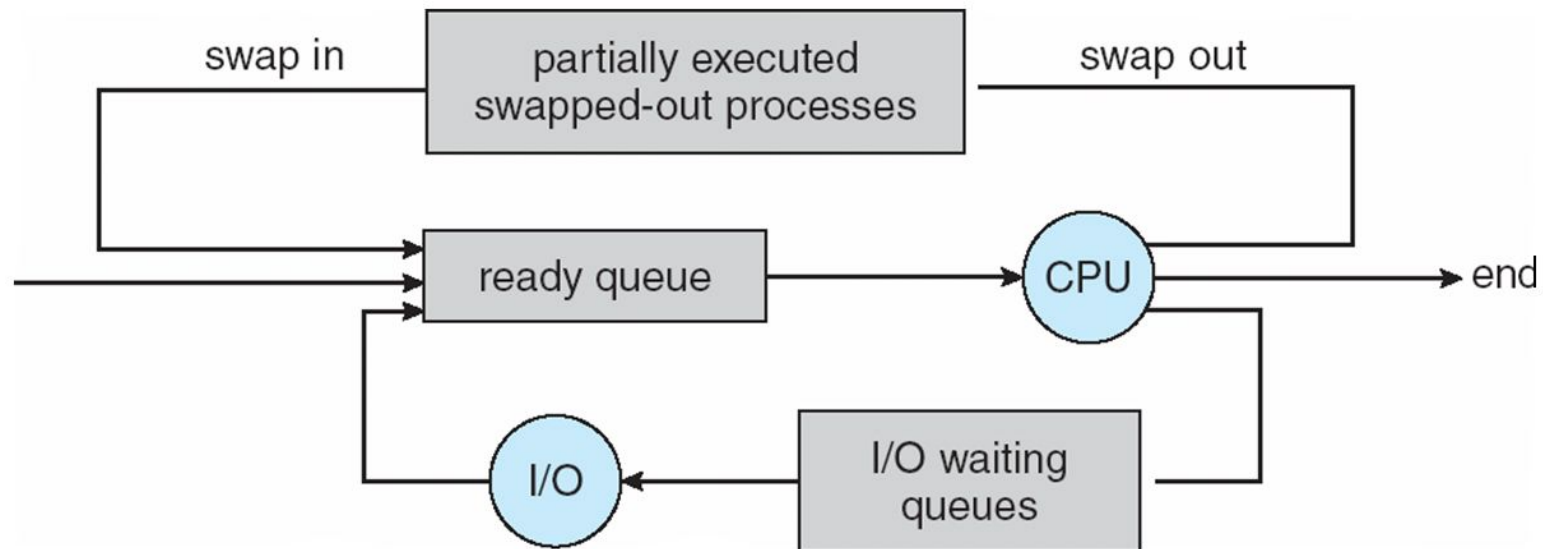 swap in
partially executed
swapped-out processes
swap out
ready queue
CPU
end
I/O
I/O waiting
queues